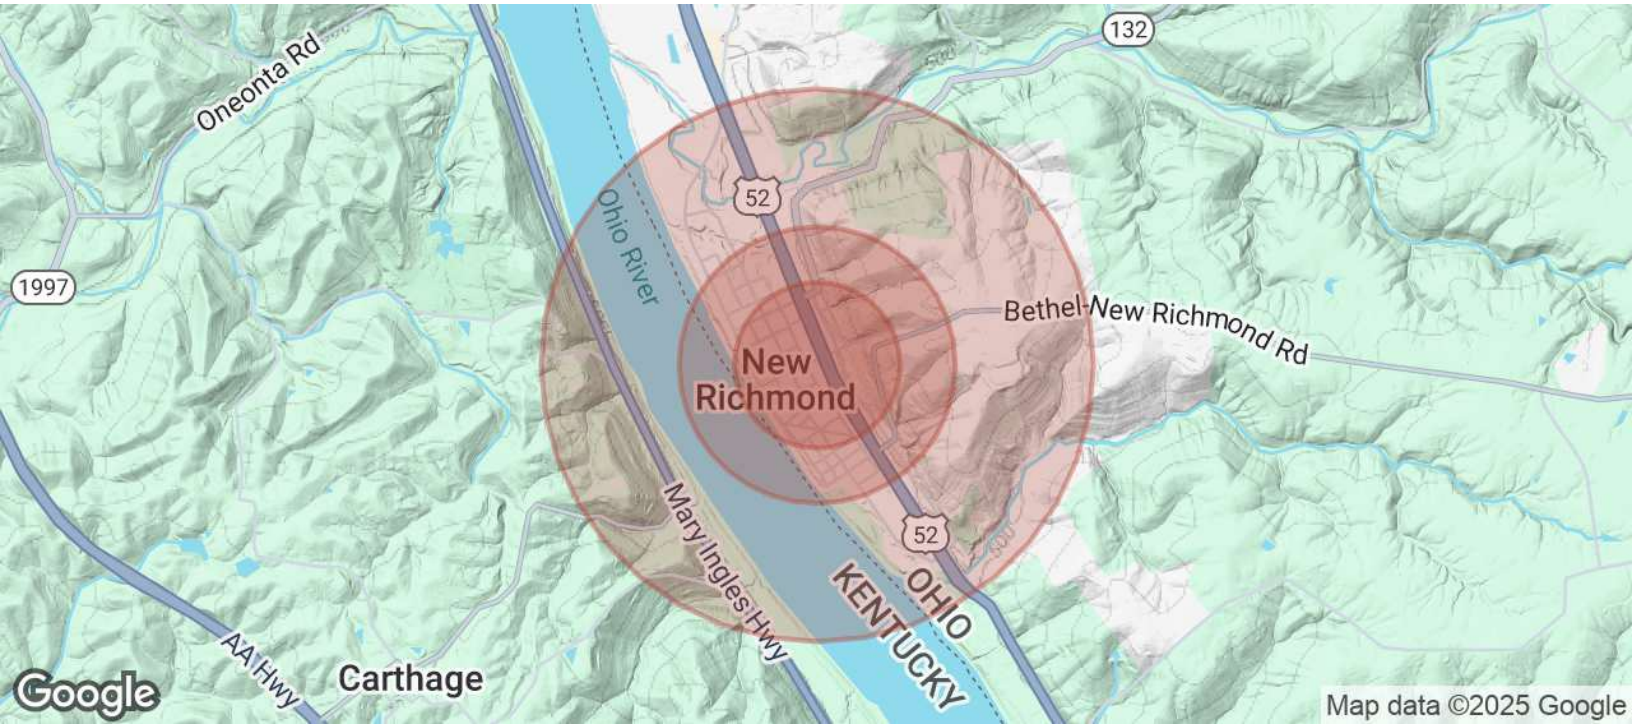 132
Oneonta Rd
52
Ohio River
1997
Bethel-New Richmond Rd
New
Richmond
Mary Ingles Hwy
52
500
OHIO
KENTUCKY
AA Hwy
Carthage
Google
Map data ©2025 Google